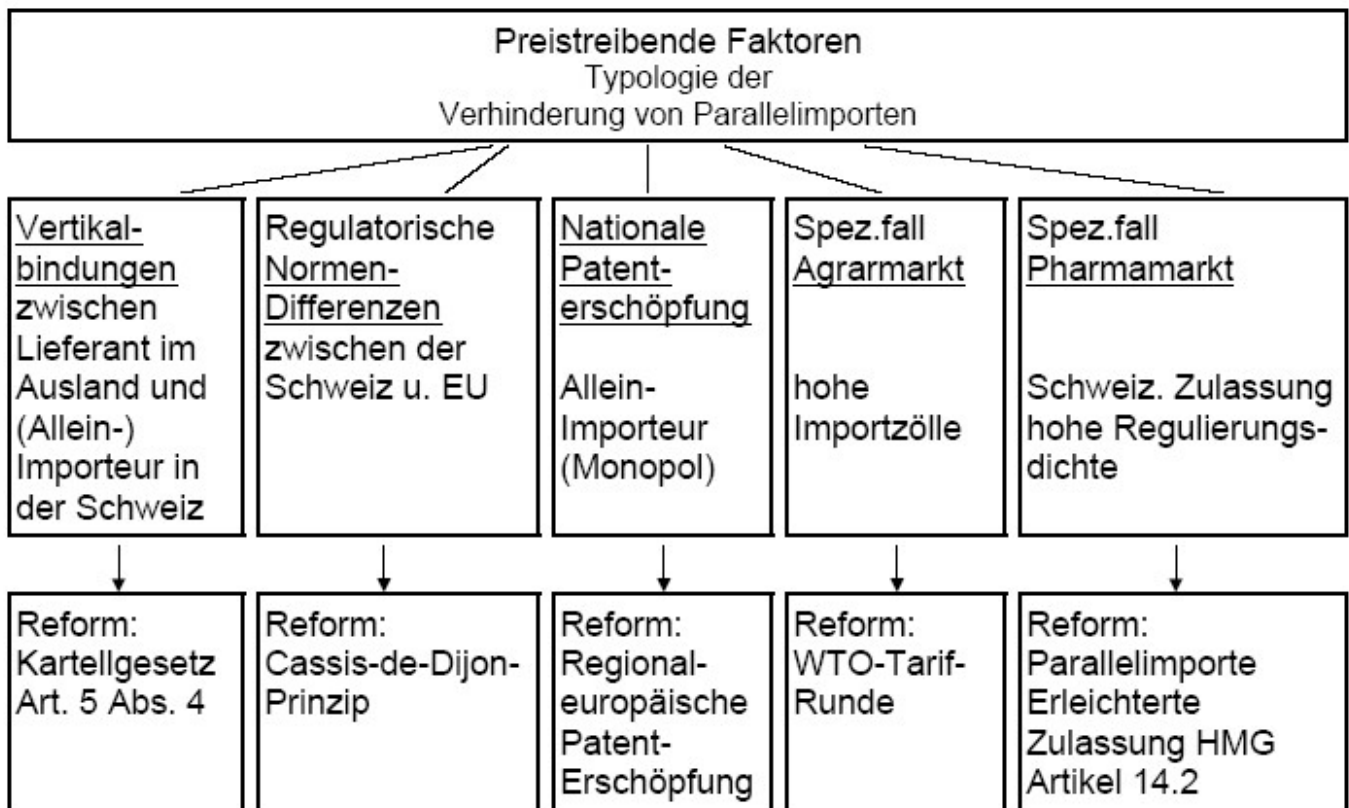 Preistreibende Faktoren
Typologie der
Verhinderung von Parallelimporten
Vertikal-
bindungen
zwischen
Lieferant im
Ausland und
(Allein-)
Importeur in
der Schweiz
Regulatorische
Normen-
Differenzen
zwischen der
Schweiz u. EU
Nationale
Patent-
erschöpfung
Allein-
Importeur
(Monopol)
Spez.fall
Agrarmarkt
hohe
Importzölle
Spez.fall
Pharmamarkt
Schweiz. Zulassung
hohe Regulierungs-
dichte
Reform:
Kartellgesetz
Art. 5 Abs. 4
Reform:
Cassis-de-Dijon-
Prinzip
Reform:
Regional-
europäische
Patent-
Erschöpfung
Reform:
WTO-Tarif-
Runde
Reform:
Parallelimporte
Erleichterte
Zulassung HMG
Artikel 14.2